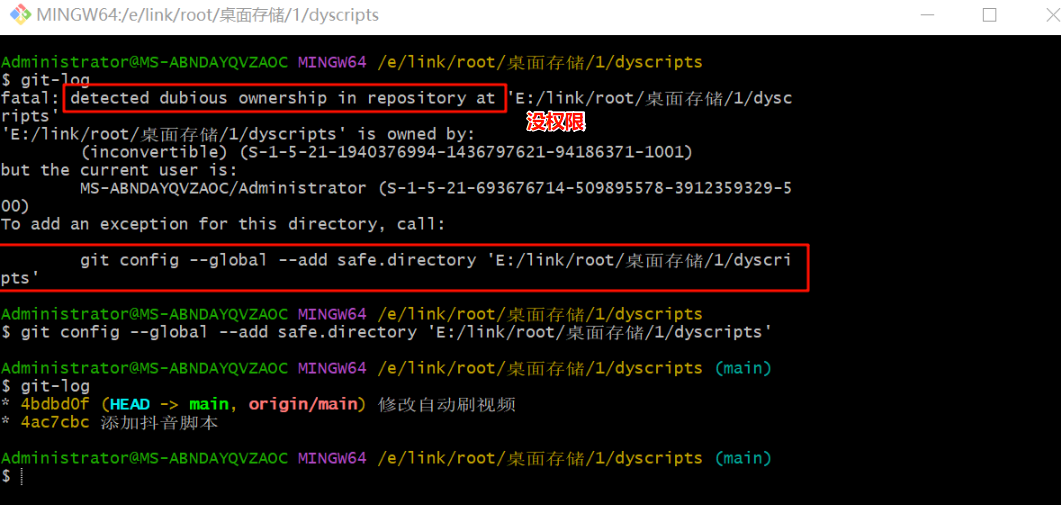 MINGW64:/e/link/root/桌面存储/1/dyscripts
Administrator@MS-ABNDAYQVZAOC MINGW64 /e/link/root/桌面存储/1/dyscripts
$ git-log
fatal: detected dubious ownership in repository at 'E:/link/root/桌面存储/1/dysc
ripts'
没权限
'E:/link/root/桌面存储/1/dyscripts' is owned by:
(inconvertible) (S-1-5-21-1940376994-1436797621-94186371-1001)
but the current user is:
MS-ABNDAYQVZAOC/Administrator (S-1-5-21-693676714-509895578-3912359329-5
00)
To add an exception for this directory, call:
git config --global --add safe.directory 'E:/link/root/桌面存储/1/dyscri
pts'
Administrator@MS-ABNDAYQVZAOC MINGW64 /e/link/root/桌面存储/1/dyscripts
$ git config --global --add safe.directory 'E:/link/root/桌面存储/1/dyscripts'
Administrator@MS-ABNDAYQVZAOC MINGW64 /e/link/root/桌面存储/1/dyscripts (main)
$ git-log
* 4bdbd0f (HEAD -> main, origin/main) 修改自动刷视频
* 4ac7cbc 添加抖音脚本
Administrator@MS-ABNDAYQVZAOC MINGW64 /e/link/root/桌面存储/1/dyscripts (main)
$